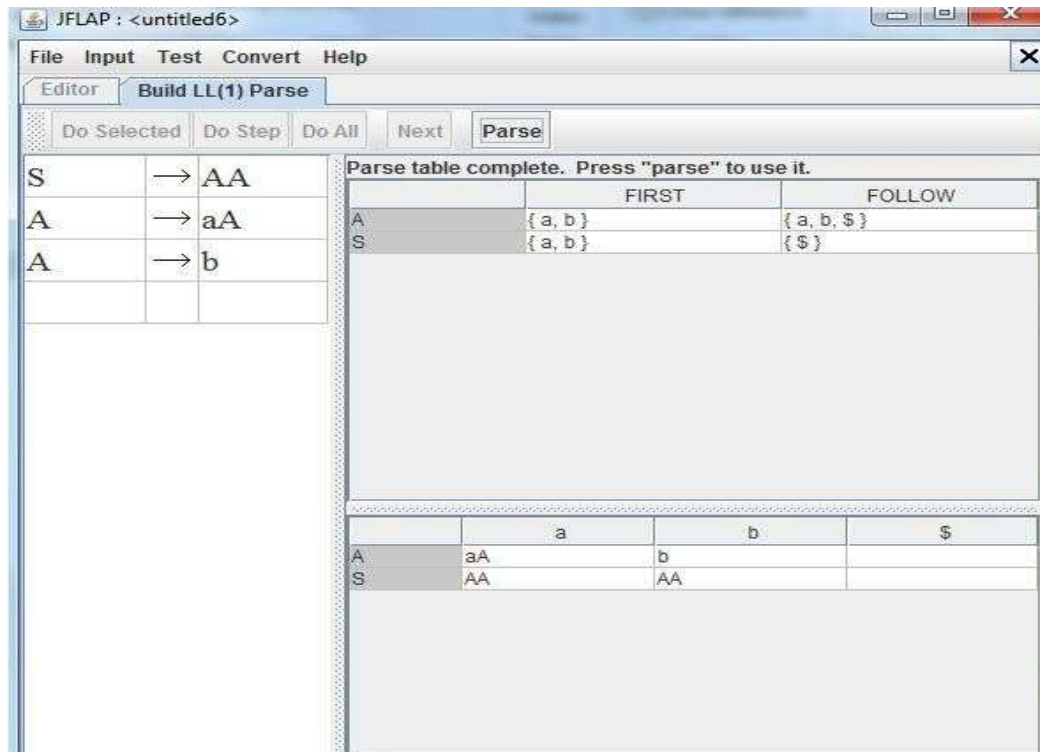 JFLAP : <untitled6>
File Input Test Convert Help
Editor Build LL(1) Parse
Do Selected Do Step Do All Next Parse
S → AA
A → aA
A → b
Parse table complete. Press "parse" to use it.
FIRST FOLLOW
A { a, b } { a, b, $ }
S { a, b } { $ }
a b $
A aA b
S AA AA